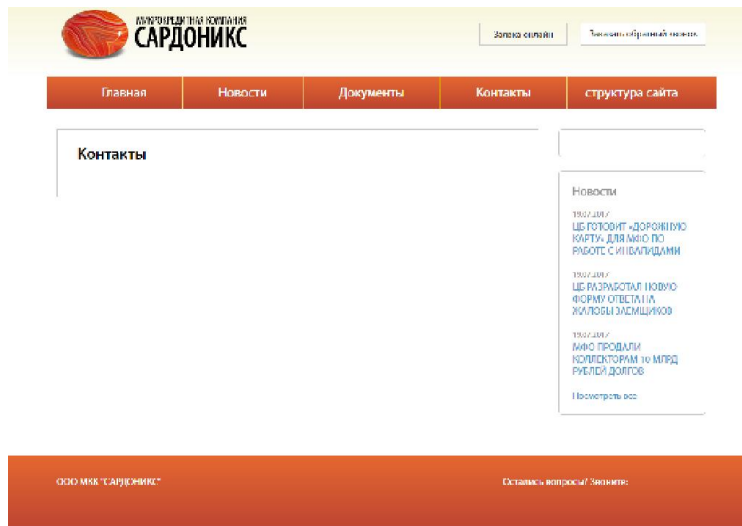 МИКРОКРЕДИТНАЯ КОМПАНИЯ
САРДОНИКС
Заявка онлайн
Заказать обратный звонок
Главная
Новости
Документы
Контакты
структура сайта
Контакты
Новости
19.07.2017
ЦБ ГОТОВИТ «ДОРОЖНУЮ
КАРТУ» ДЛЯ МФО ПО
РАБОТЕ С ИНВАЛИДАМИ
19.07.2017
ЦБ РАЗРАБОТАЛ НОВУЮ
ФОРМУ ОТВЕТА НА
ЖАЛОБЫ ЗАЕМЩИКОВ
19.07.2017
МФО ПРОДАЛИ
КОЛЛЕКТОРАМ 10 МЛРД
РУБЛЕЙ ДОЛГОВ
Посмотреть все
ООО МКК "САРДОНИКС"
Остались вопросы? Звоните: